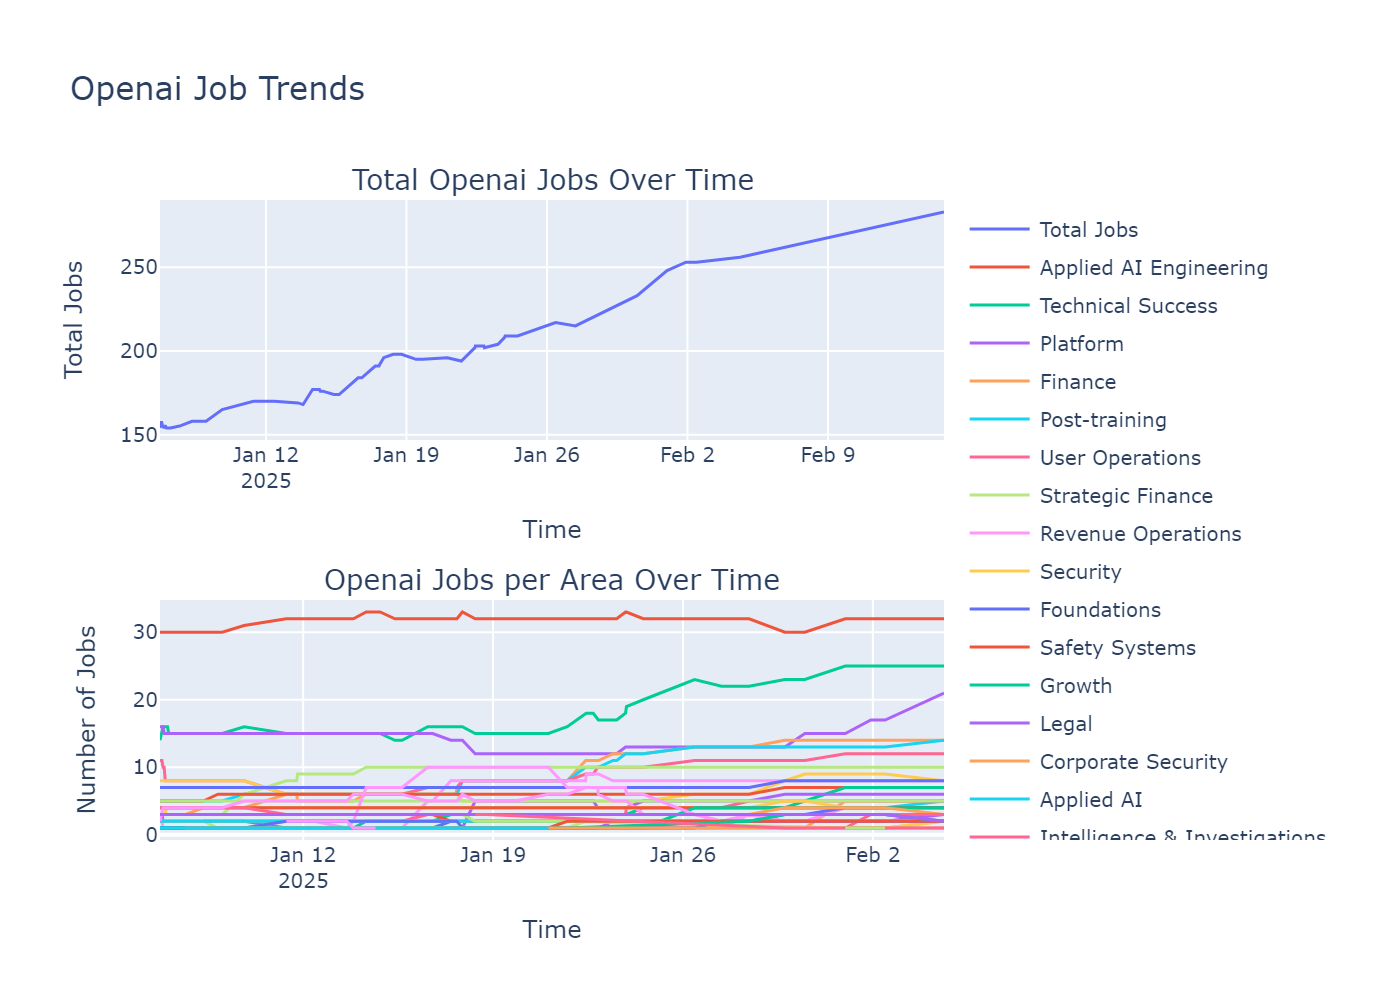 Openai Job Trends
Total Openai Jobs Over Time
Total Jobs
250
200
150
Jan 12
2025
Jan 19
Jan 26
Feb 2
Feb 9
Time
Openai Jobs per Area Over Time
Number of Jobs
30
20
10
0
Jan 12
2025
Jan 19
Jan 26
Feb 2
Time
Total Jobs
Applied AI Engineering
Technical Success
Platform
Finance
Post-training
User Operations
Strategic Finance
Revenue Operations
Security
Foundations
Safety Systems
Growth
Legal
Corporate Security
Applied AI
Intelligence & Investigations